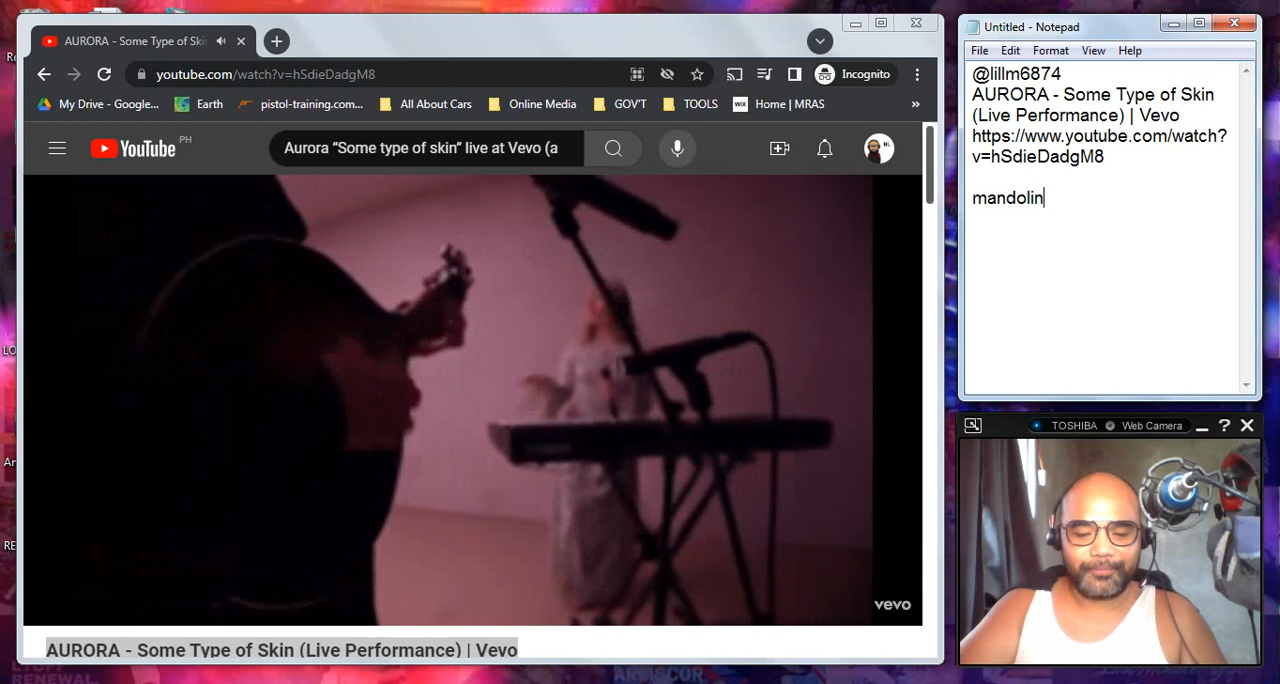 AURORA - Some Type of Ski
youtube.com/watch?v=hSdieDadgM8
Incognito
My Drive - Google...
Earth
pistol-training.com...
All About Cars
Online Media
GOV'T
TOOLS
WIX
Home | MRAS
»
YouTube PH
Aurora “Some type of skin” live at Vevo (a
vevo
AURORA - Some Type of Skin (Live Performance) | Vevo
Untitled - Notepad
File Edit Format View Help
@lillm6874
AURORA - Some Type of Skin
(Live Performance) | Vevo
https://www.youtube.com/watch?
v=hSdieDadgM8
mandolin
TOSHIBA Web Camera
RENEWAL
ARMSCOR